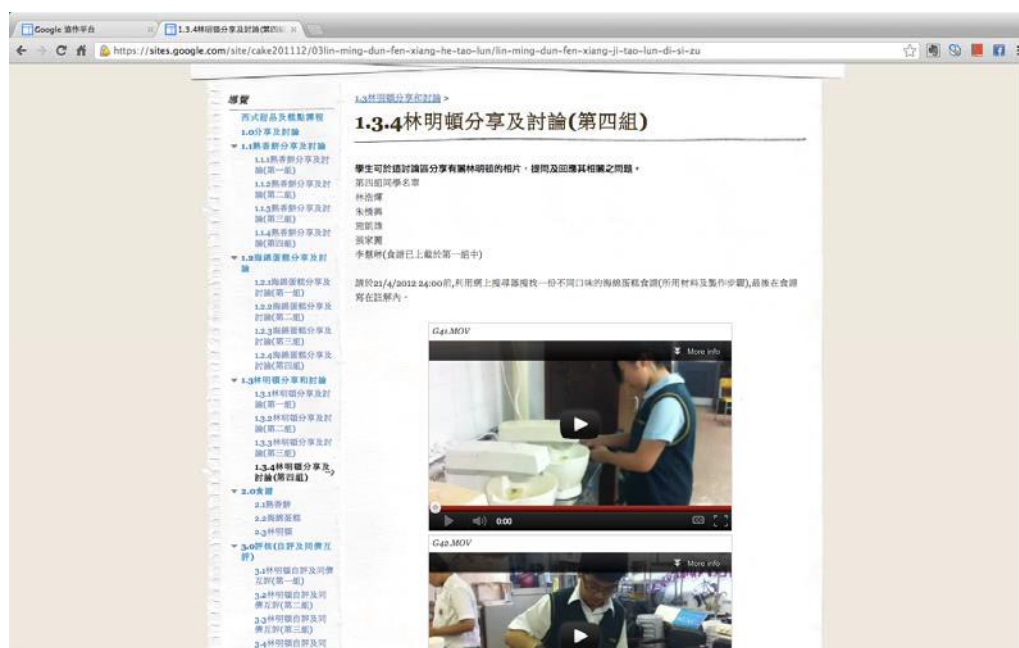 Google 協作平台
1.3.4林明頓分享及討論(第四組
https://sites.google.com/site/cake201112/03lin-ming-dun-fen-xiang-he-tao-lun/lin-ming-dun-fen-xiang-ji-tao-lun-di-si-zu
導覽
西式甜品及糕點課程
1.0分享及討論
1.1熱香餅分享及討論
1.1.1熱香餅分享及討
論(第一組)
1.1.2熱香餅分享及討
論(第二組)
1.1.3熱香餅分享及討
論(第三組)
1.1.4熱香餅分享及討
論(第四組)
1.2海綿蛋糕分享及討
論
1.2.1海綿蛋糕分享及
討論(第一組)
1.2.2海綿蛋糕分享及
討論(第二組)
1.2.3海綿蛋糕分享及
討論(第三組)
1.2.4海綿蛋糕分享及
討論(第四組)
1.3林明頓分享和討論
1.3.1林明頓分享及討
論(第一組)
1.3.2林明頓分享及討
論(第二組)
1.3.3林明頓分享及討
論(第三組)
1.3.4林明頓分享及
討論(第四組)
2.0食譜
2.1熱香餅
2.2海綿蛋糕
2.3林明頓
3.0評核(自評及同儕互
評)
3.1林明頓自評及同儕
互評(第一組)
3.2林明頓自評及同
儕互評(第二組)
3.3林明頓自評及同
儕互評(第三組)
3.4林明頓自評及同
1.3林明頓分享和討論 >
1.3.4林明頓分享及討論(第四組)
學生可於這討論區分享有關林明頓的相片，提問及回應其相關之問題。
第四組同學名單
林浩煇
張家麗
(食譜已上載於第一組中)
請於21/4/2012 24:00前,利用網上搜尋器搜找一份不同口味的海綿蛋糕食譜(所用材料及製作步驟),最後在食譜
寫在註解內。
G41.MOV
More info
0:00
G42.MOV
More info